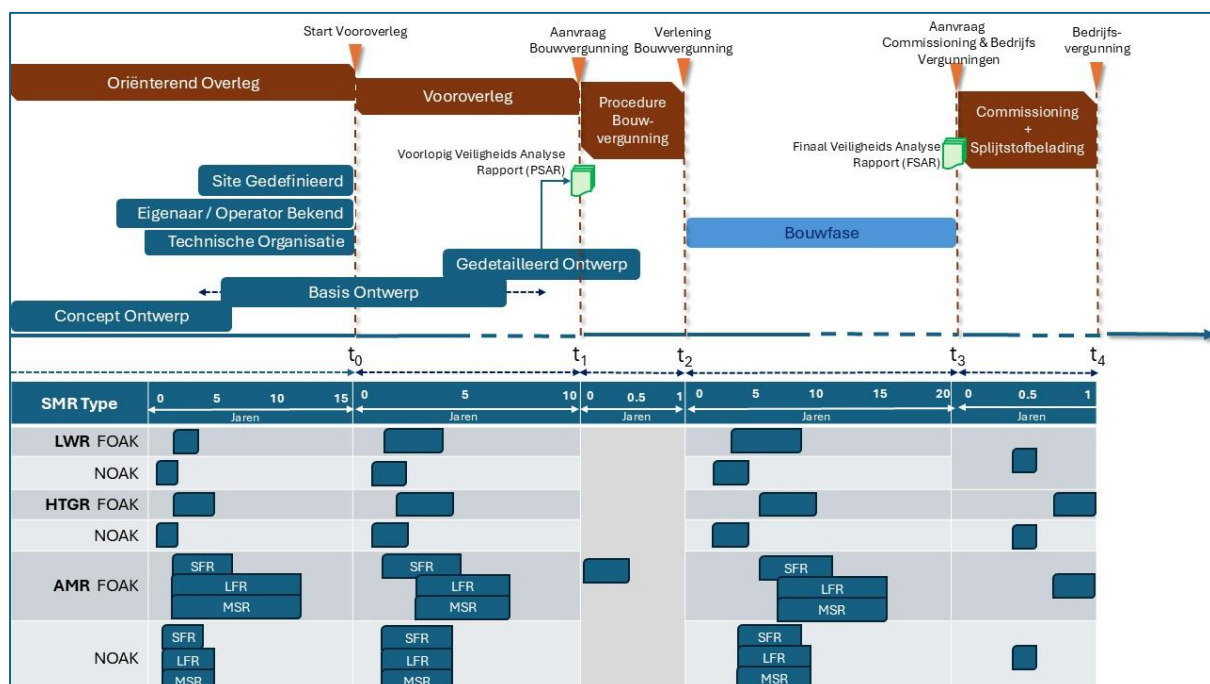 Start Vooroverleg
Aanvraag
Bouwvergunning
Verlening
Bouwvergunning
Aanvraag
Commissioning & Bedrijfs
Vergunningen
Bedrijfs-
vergunning
Oriënterend Overleg
Vooroverleg
Procedure
Bouw-
vergunning
Commissioning
+
Splijtstofbelading
Voorlopig Veiligheids Analyse
Rapport (PSAR)
Finaal Veiligheids Analyse
Rapport (FSAR)
Site Gedefinieerd
Eigenaar / Operator Bekend
Technische Organisatie
Bouwfase
Gedetailleerd Ontwerp
Basis Ontwerp
Concept Ontwerp
t0 t1 t2 t3 t4
SMR Type
0 5 10 15
Jaren
0 5 10
Jaren
0 0.5 1
Jaren
0 5 10 15 20
Jaren
0 0.5 1
Jaren
LWR FOAK
NOAK
HTGR FOAK
NOAK
AMR FOAK
SFR SFR SFR
LFR LFR LFR
MSR MSR MSR
NOAK
SFR SFR SFR
LFR LFR LFR
MSR MSR MSR